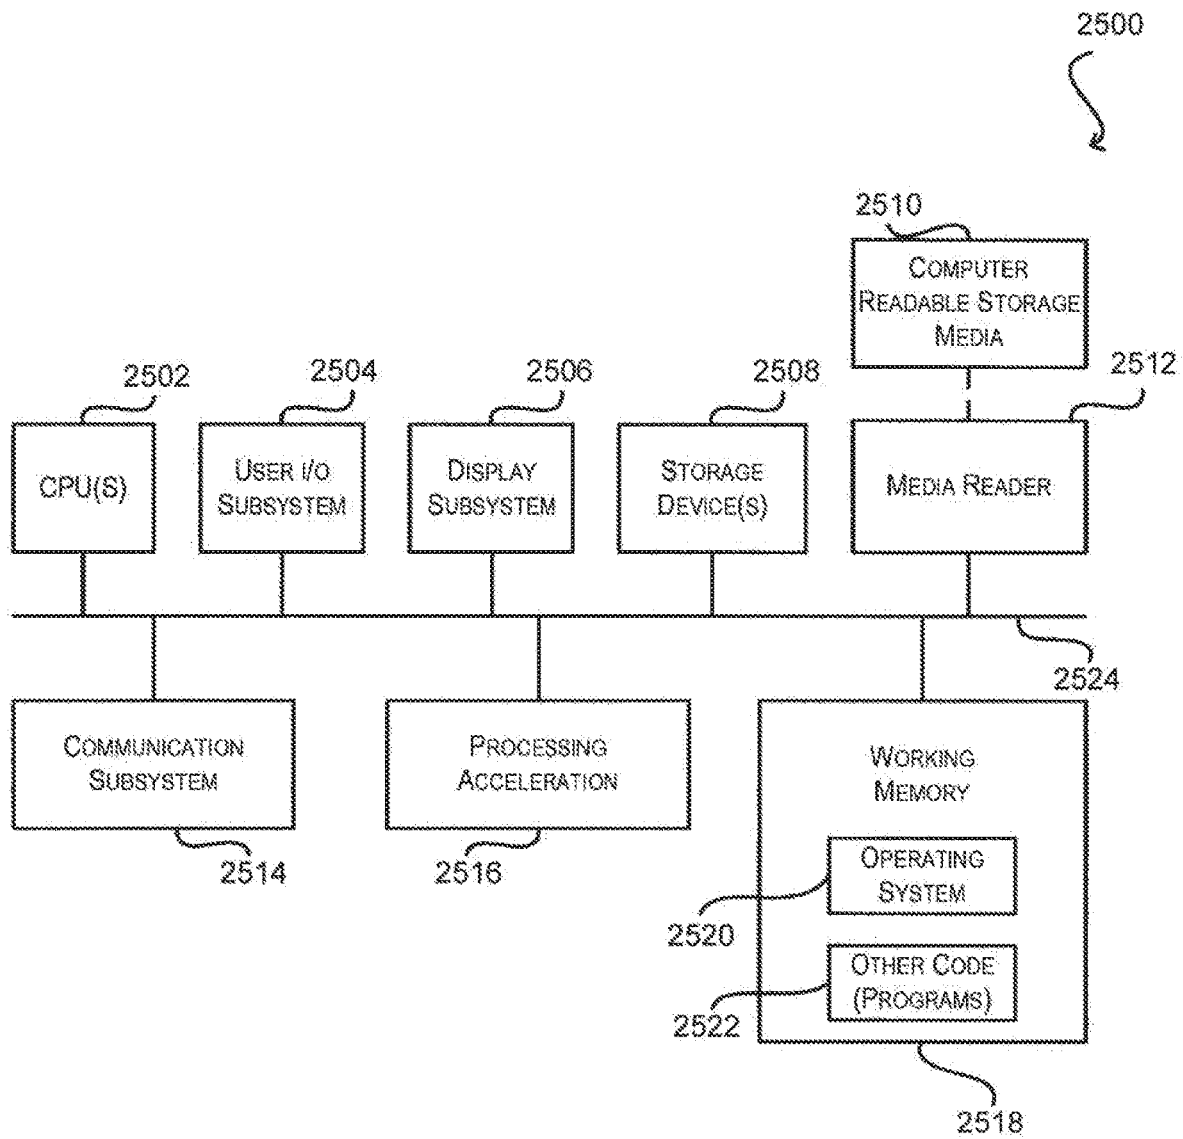 2500
2510
COMPUTER
READABLE STORAGE
MEDIA
2502
2504
2506
2508
2512
CPU(S)
USER I/O
SUBSYSTEM
DISPLAY
SUBSYSTEM
STORAGE
DEVICE(S)
MEDIA READER
2524
COMMUNICATION
SUBSYSTEM
PROCESSING
ACCELERATION
WORKING
MEMORY
2514
2516
OPERATING
SYSTEM
2520
OTHER CODE
(PROGRAMS)
2522
2518